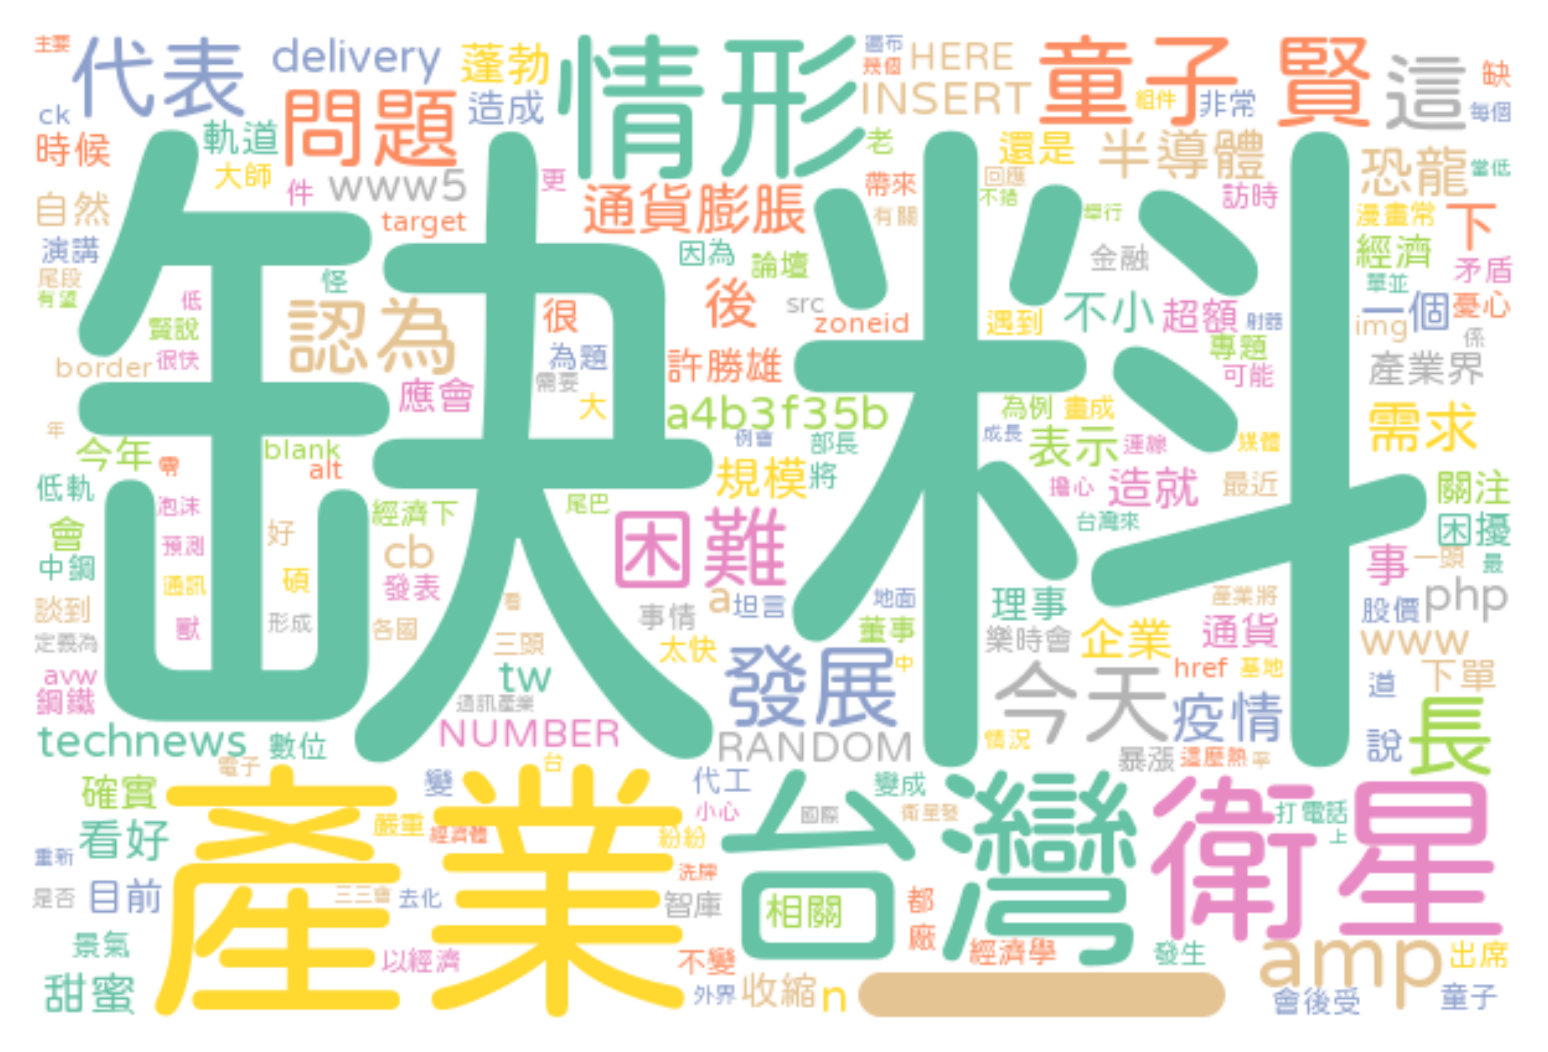 主要
代表
delivery
蓬勃
情形
遍布
幾個
HERE
童子賢
這
缺
ck
問題
造成
INSERT
組件
非常
每個
時候
軌道
老
還是
半導體
恐龍
當低
大師
件
www5
更
通貨膨脹
帶來
回應
不錯
訪時
自然
target
有關
舉行
漫畫常
下
演講
因為
論壇
金融
經濟
矛盾
尾段
怪
華並
有望
低
認為
很
後
src
zoneid
遇到
不小
超額
射器
一個
憂心
賢說
img
係
border
很快
為題
許勝雄
專題
產業界
需要
可能
應會
大
a4b3f35b
為例
畫成
需求
年
例會
部長
成長
表示
連線
媒體
今年
零
blank
alt
缺料
低軌
規模
將
擔心
造就
最近
關注
泡沫
經濟下
尾巴
台灣來
會
好
困難
困擾
預測
cb
事
一頭
最
中鋼
通訊
碩
發表
a
坦言
地面
理事
產業將
股價
php
談到
獸
形成
各國
看
事情
董事
樂時會
企業
通貨
www
定義為
三頭
太快
avw
tw
發展
中
今天
href
基地
道
下單
鋼鐵
通訊產業
疫情
technews
數位
NUMBER
RANDOM
情況
說
長
電子
台
暴漲
這麼熱
平
確實
變
代工
變成
產業
台灣
衛星
小心
國際
衛星發
打電話
看好
嚴重
經濟體
紛紛
上
重新
洗牌
是否
目前
三三會
去化
智庫
相關
都
景氣
廠
以經濟
不變
經濟學
發生
amp
出席
甜蜜
外界
收縮
n
一
會後受
童子